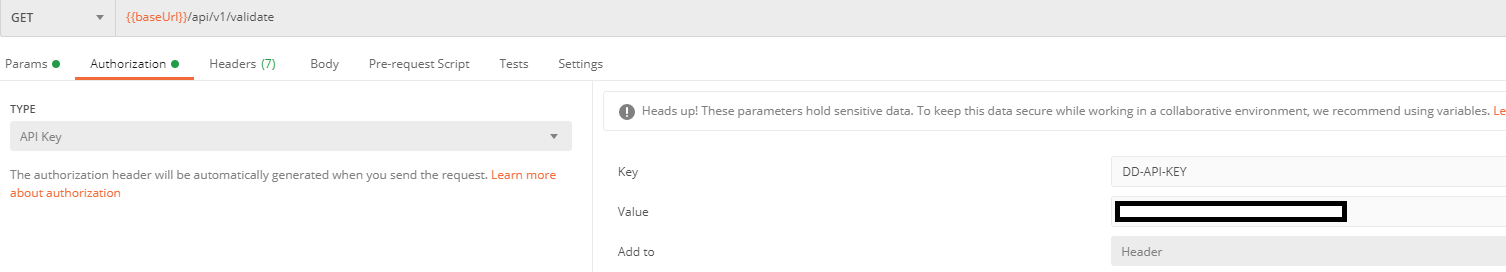 GET {{baseUrl}}/api/v1/validate
Params Authorization Headers (7) Body Pre-request Script Tests Settings
TYPE
API Key
The authorization header will be automatically generated when you send the request. Learn more
about authorization
Heads up! These parameters hold sensitive data. To keep this data secure while working in a collaborative environment, we recommend using variables. Le
Key DD-API-KEY
Value
Add to Header